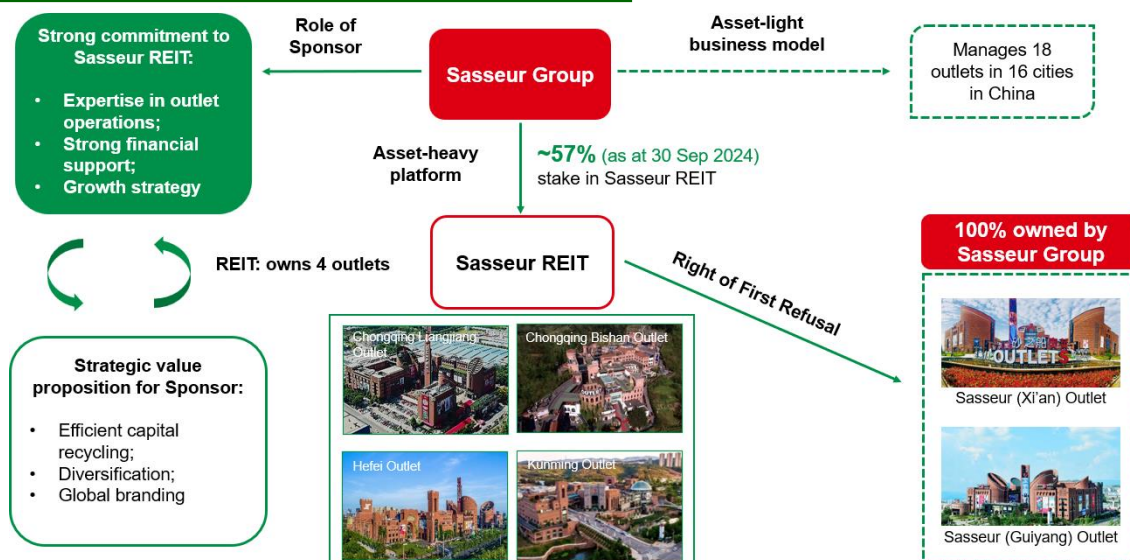 Strong commitment to
Sasseur REIT:
• Expertise in outlet
operations;
• Strong financial
support;
• Growth strategy
Role of
Sponsor
Sasseur Group
Asset-light
business model
Manages 18
outlets in 16 cities
in China
Asset-heavy
platform
~57% (as at 30 Sep 2024)
stake in Sasseur REIT
REIT: owns 4 outlets
Sasseur REIT
Right of First Refusal
100% owned by
Sasseur Group
Strategic value
proposition for Sponsor:
• Efficient capital
recycling;
• Diversification;
• Global branding
Chongqing Liangjiang
Outlet
Chongqing Bishan Outlet
Hefei Outlet
Kunming Outlet
OUTLETS
Sasseur (Xi'an) Outlet
Sasseur (Guiyang) Outlet